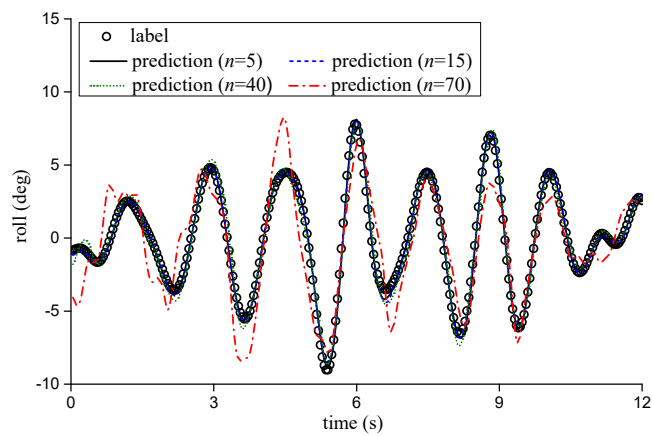 15
label
prediction (n=5) prediction (n=15)
prediction (n=40) prediction (n=70)
10
5
0
-5
-10
roll (deg)
0 3 6 9 12
time (s)